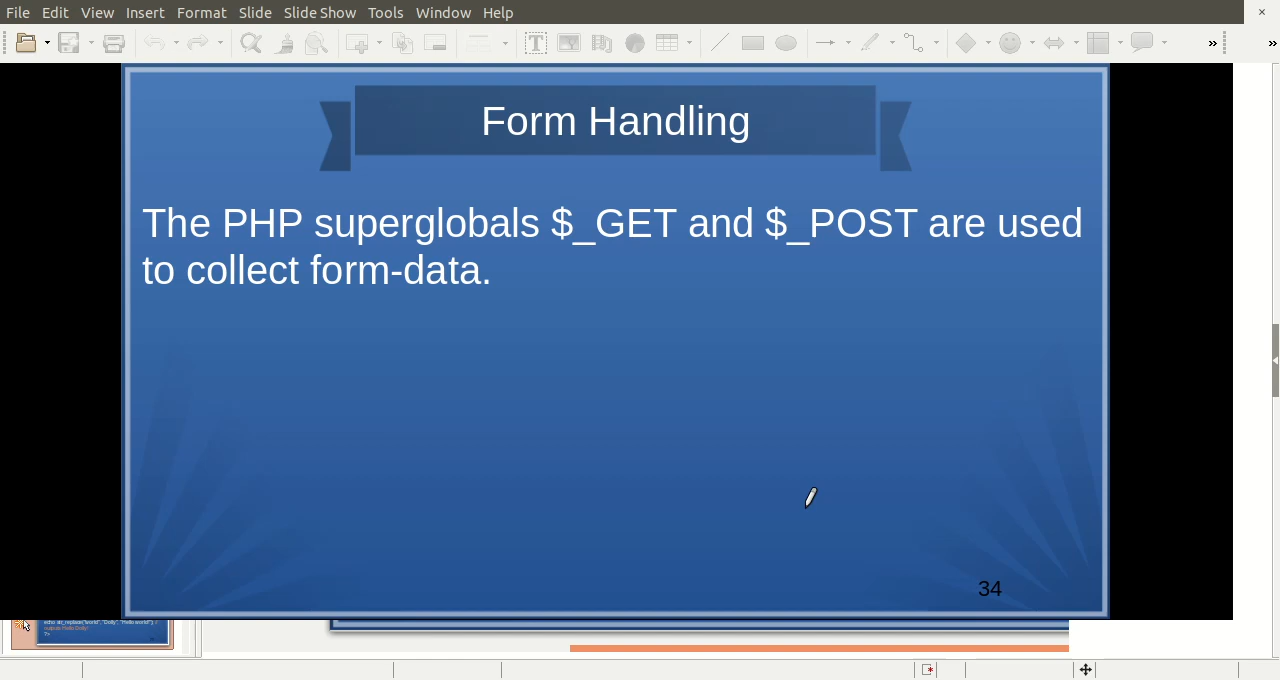 File Edit View Insert Format Slide Slide Show Tools Window Help
Form Handling
The PHP superglobals $_GET and $_POST are used
to collect form-data.
34